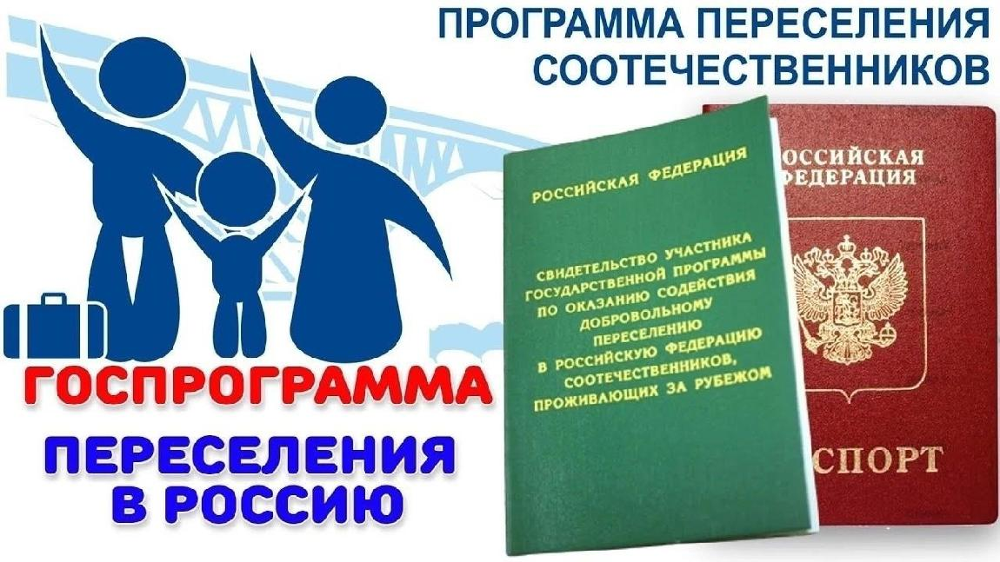 ПРОГРАММА ПЕРЕСЕЛЕНИЯ
СООТЕЧЕСТВЕННИКОВ
РОССИЙСКАЯ ФЕДЕРАЦИЯ
СВИДЕТЕЛЬСТВО УЧАСТНИКА
ГОСУДАРСТВЕННОЙ ПРОГРАММЫ
ПО ОКАЗАНИЮ СОДЕЙСТВИЯ
ДОБРОВОЛЬНОМУ
ПЕРЕСЕЛЕНИЮ
В РОССИЙСКУЮ ФЕДЕРАЦИЮ
СООТЕЧЕСТВЕННИКОВ,
ПРОЖИВАЮЩИХ ЗА РУБЕЖОМ
ОССИЙСКАЯ
ФЕДЕРАЦИЯ
СПОРТ
ГОСПРОГРАММА
ПЕРЕСЕЛЕНИЯ
В РОССИЮ